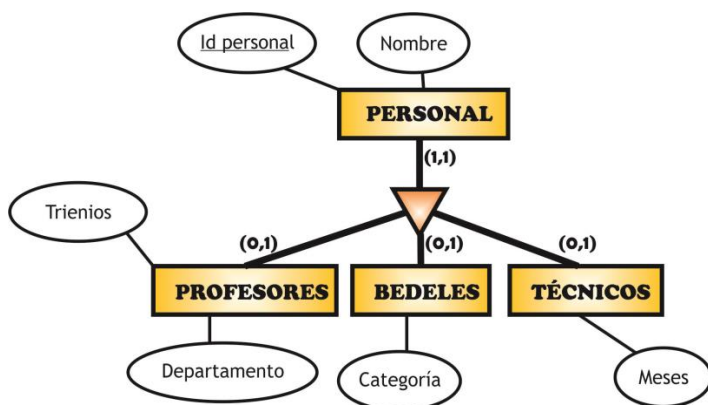 Id personal
Nombre
PERSONAL
(1,1)
Trienios
(0,1)
(0,1)
(0,1)
PROFESORES
BEDELES
TÉCNICOS
Departamento
Categoría
Meses